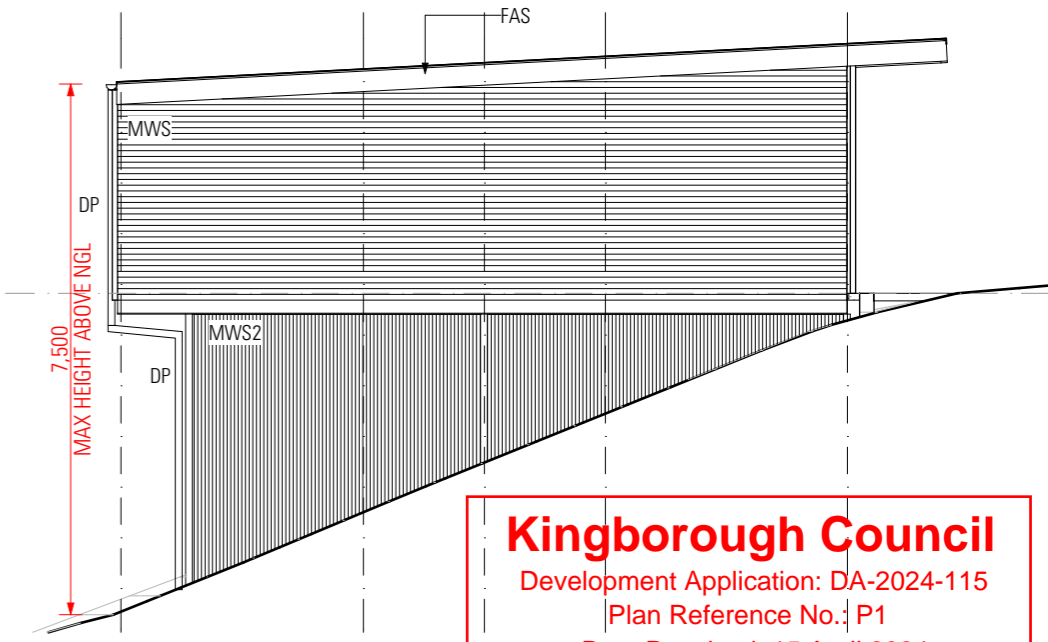 FAS
MWS
DP
7,500
MAX HEIGHT ABOVE NGL
MWS2
DP
Kingborough Council
Development Application: DA-2024-115
Plan Reference No.: P1